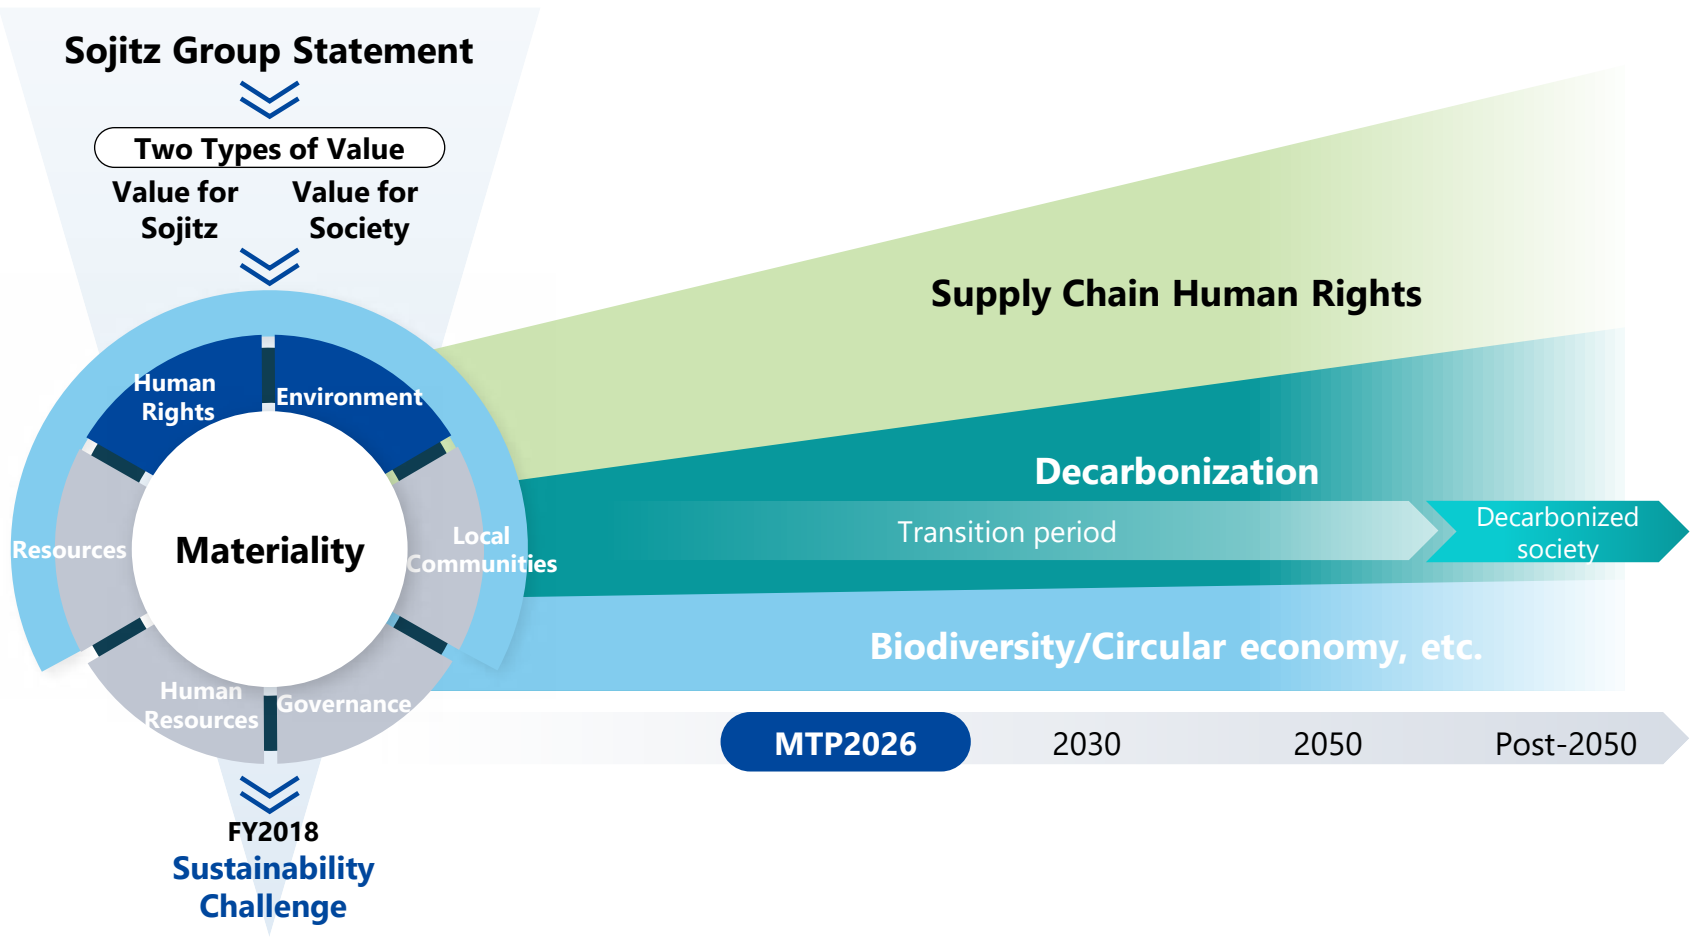 Sojitz Group Statement
Two Types of Value
Value for
Sojitz
Value for
Society
Human
Rights
Environment
Resources
Materiality
Local
Communities
Human
Resources
Governance
FY2018
Sustainability
Challenge
Supply Chain Human Rights
Decarbonization
Transition period
Decarbonized
society
Biodiversity/Circular economy, etc.
MTP2026
2030
2050
Post-2050